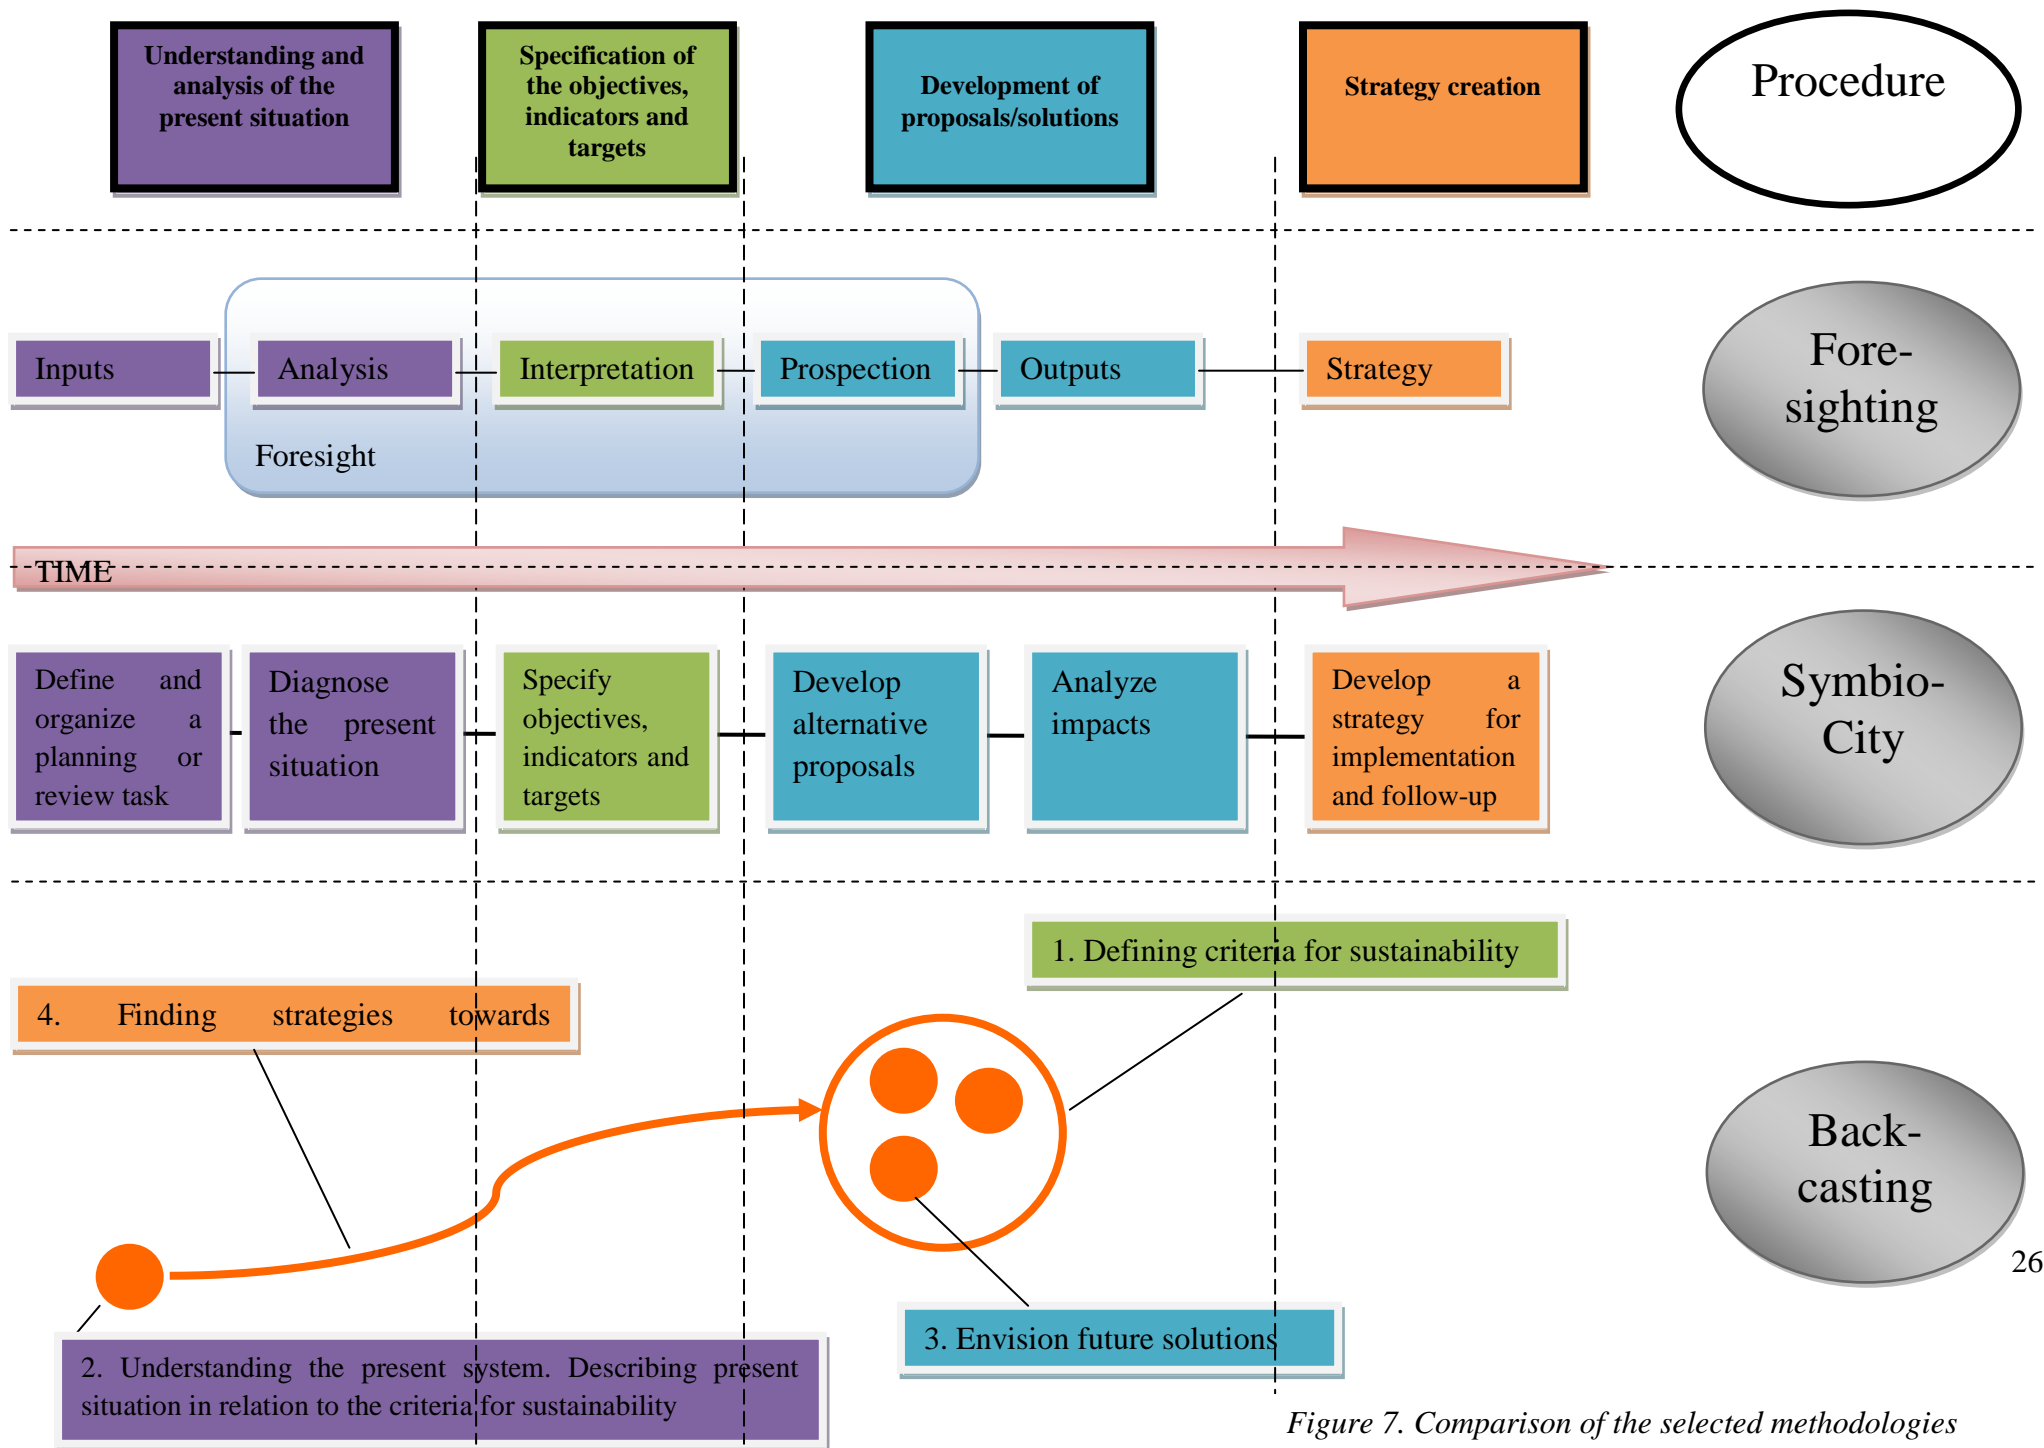 Understanding and
analysis of the
present situation
Specification of
the objectives,
indicators and
targets
Development of
proposals/solutions
Strategy creation
Procedure
Inputs
Analysis
Interpretation
Prospection
Outputs
Strategy
Foresight
Fore-
sighting
TIME
Define and
organize a
planning or
review task
Diagnose
the present
situation
Specify
objectives,
indicators and
targets
Develop
alternative
proposals
Analyze
impacts
Develop a
strategy for
implementation
and follow-up
Symbio-
City
1. Defining criteria for sustainability
4. Finding strategies towards
Back-
casting
26
3. Envision future solutions
2. Understanding the present system. Describing present
situation in relation to the criteria for sustainability
Figure 7. Comparison of the selected methodologies